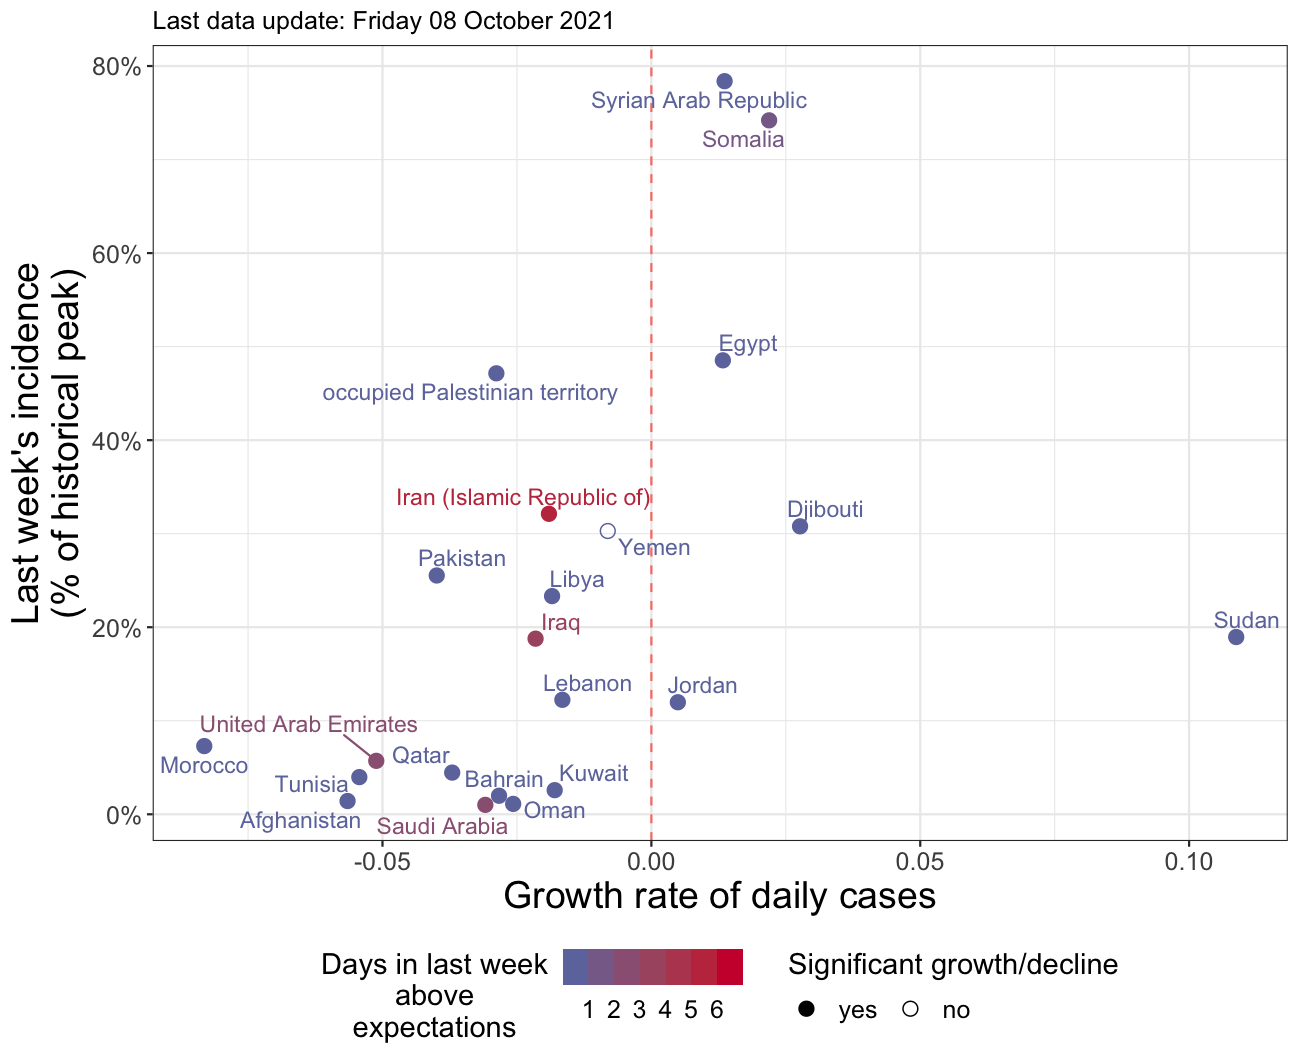 Last data update: Friday 08 October 2021
80%
60%
40%
20%
0%
Last week's incidence
(% of historical peak)
Syrian Arab Republic
Somalia
Egypt
occupied Palestinian territory
Iran (Islamic Republic of)
Djibouti
Yemen
Pakistan
Libya
Iraq
Sudan
Lebanon
Jordan
United Arab Emirates
Morocco
Qatar
Tunisia
Bahrain
Kuwait
Afghanistan
Saudi Arabia
Oman
-0.05
0.00
0.05
0.10
Growth rate of daily cases
Days in last week
above
expectations
1 2 3 4 5 6
Significant growth/decline
yes
no